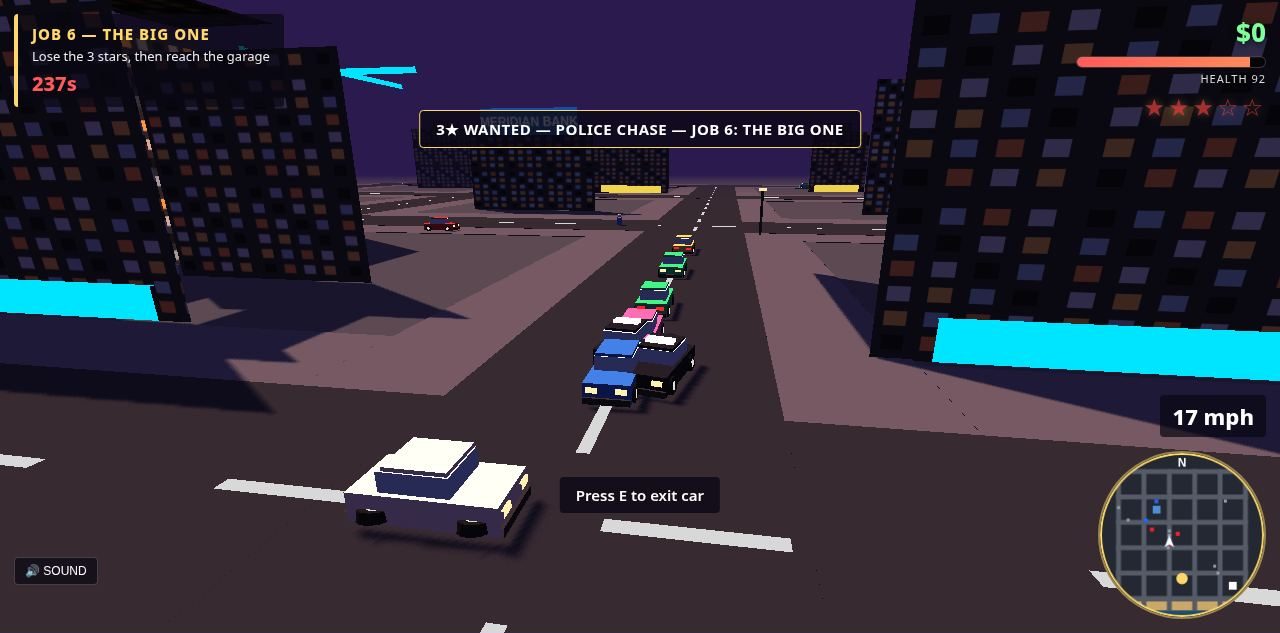 JOB 6 — THE BIG ONE
Lose the 3 stars, then reach the garage
237s
$0
HEALTH 92
★★★☆☆
MERIDIAN BANK
3★ WANTED — POLICE CHASE — JOB 6: THE BIG ONE
17 mph
Press E to exit car
N
🔊 SOUND